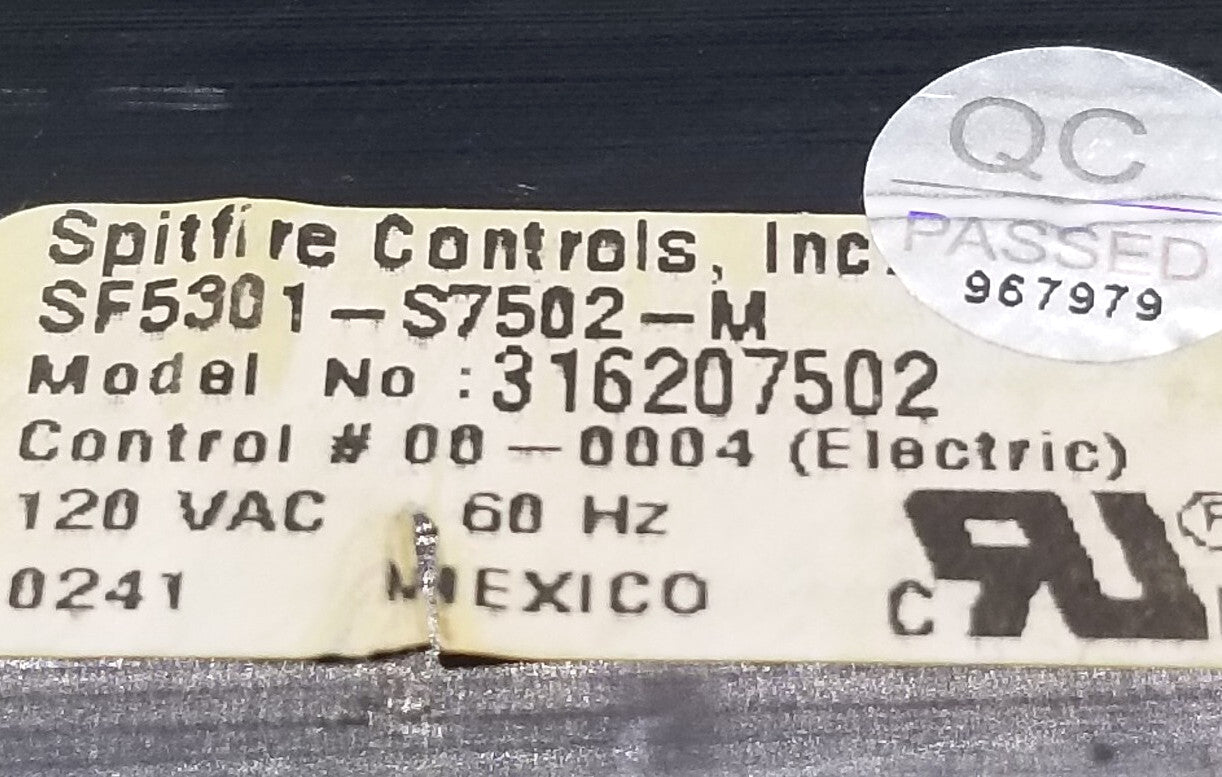 QC
PASSED
967979
Spitfire Controls, Inc.
SF5301-S7502-M
Model No :316207502
Control # 00-0004 (Electric)
120 VAC 60 Hz
0241 MEXICO
C RU